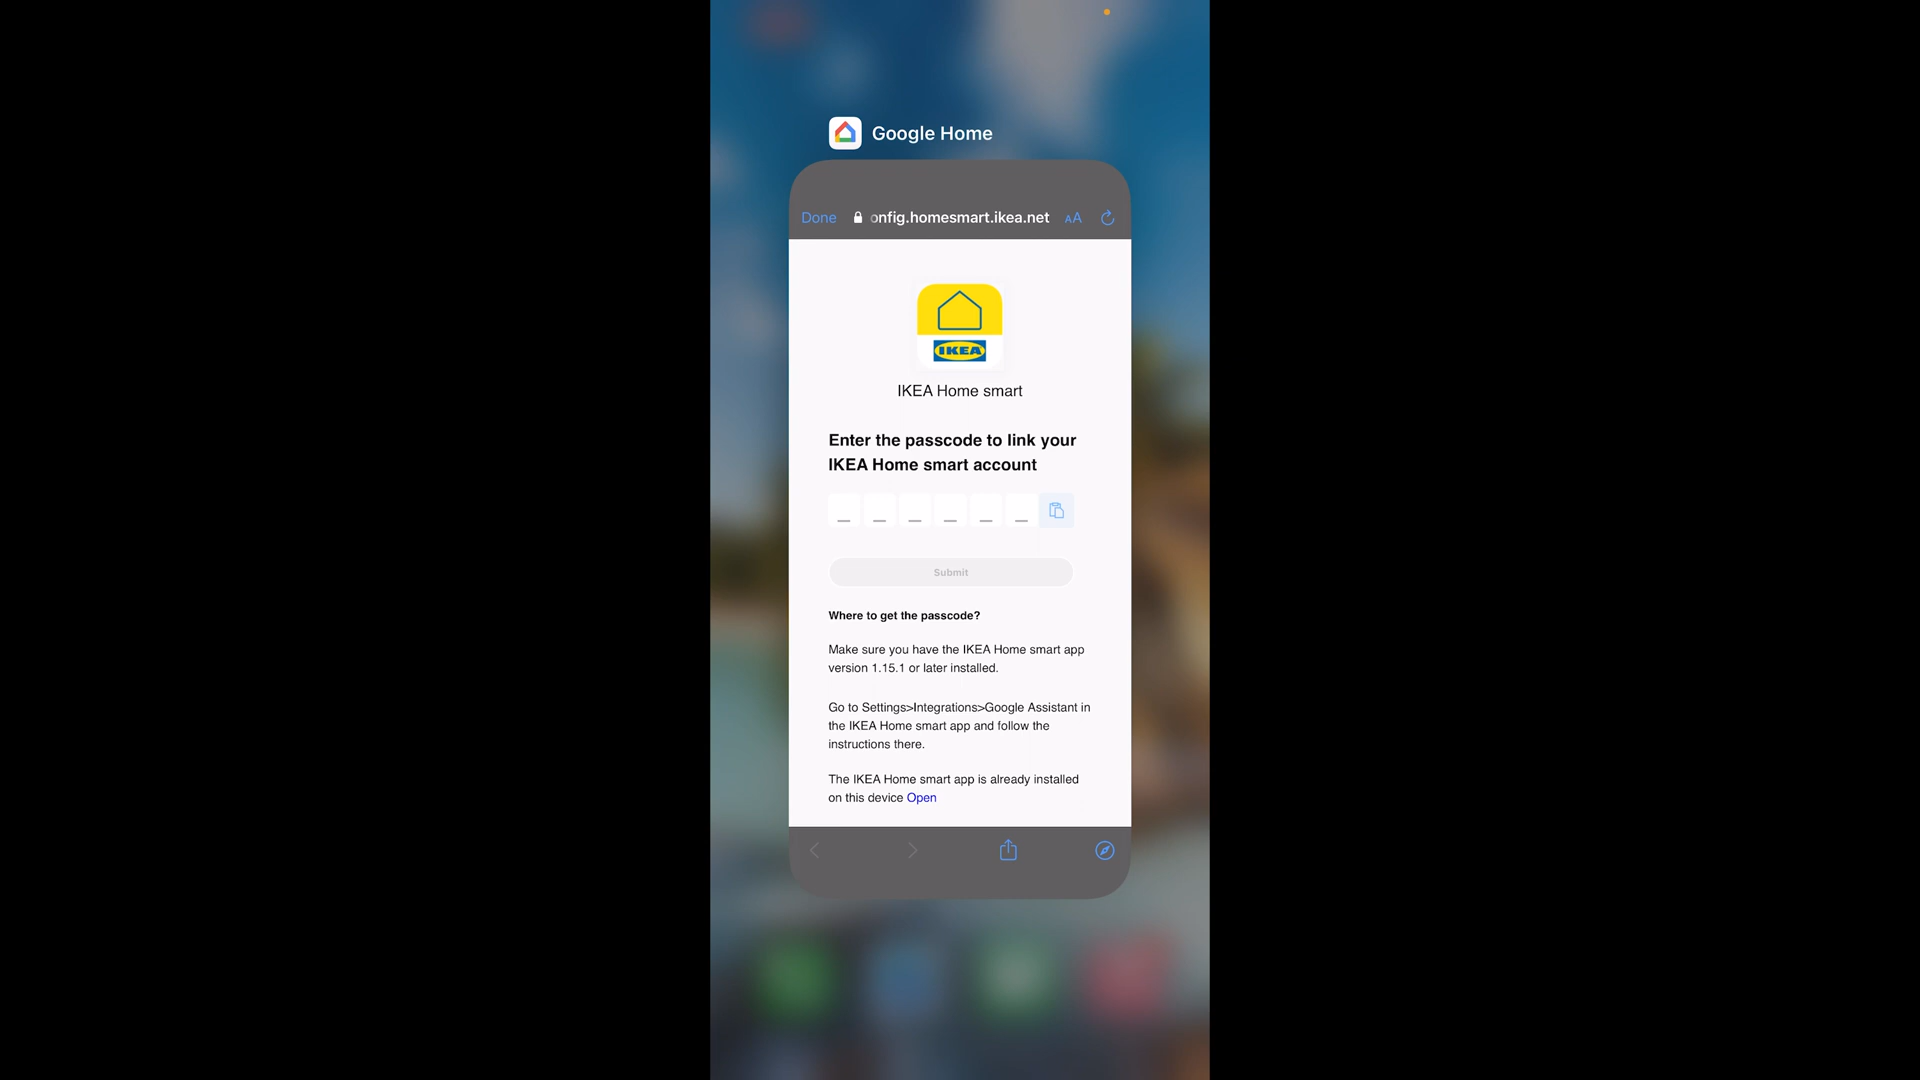 Google Home
Done onfig.homesmart.ikea.net AA
IKEA
IKEA Home smart
Enter the passcode to link your
IKEA Home smart account
Submit
Where to get the passcode?
Make sure you have the IKEA Home smart app
version 1.15.1 or later installed.
Go to Settings>Integrations>Google Assistant in
the IKEA Home smart app and follow the
instructions there.
The IKEA Home smart app is already installed
on this device Open